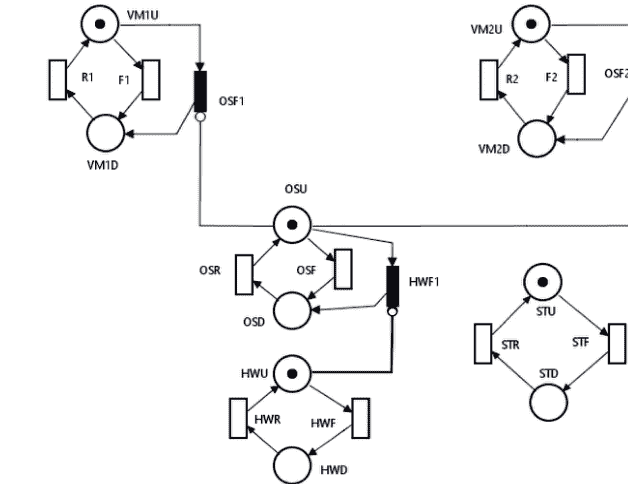 VM1U
VM2U
R1
F1
R2
F2
OSF2
OSF1
VM1D
VM2D
OSU
OSR
OSF
HWF1
OSD
STU
STR
STF
STD
HWU
HWR
HWF
HWD